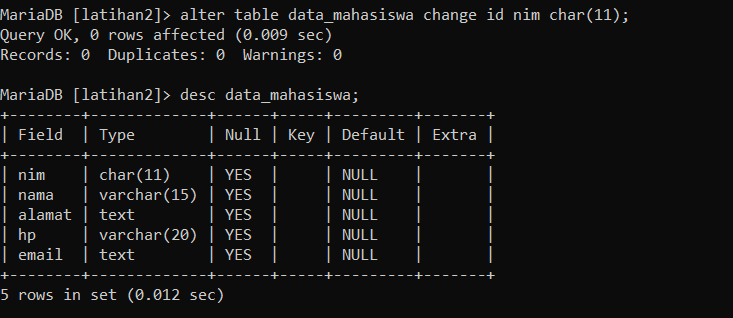 MariaDB [latihan2]> alter table data_mahasiswa change id nim char(11);
Query OK, 0 rows affected (0.009 sec)
Records: 0  Duplicates: 0  Warnings: 0

MariaDB [latihan2]> desc data_mahasiswa;
+--------+-------------+------+-----+---------+-------+
| Field  | Type        | Null | Key | Default | Extra |
+--------+-------------+------+-----+---------+-------+
| nim    | char(11)    | YES  |     | NULL    |       |
| nama   | varchar(15) | YES  |     | NULL    |       |
| alamat | text        | YES  |     | NULL    |       |
| hp     | varchar(20) | YES  |     | NULL    |       |
| email  | text        | YES  |     | NULL    |       |
+--------+-------------+------+-----+---------+-------+
5 rows in set (0.012 sec)